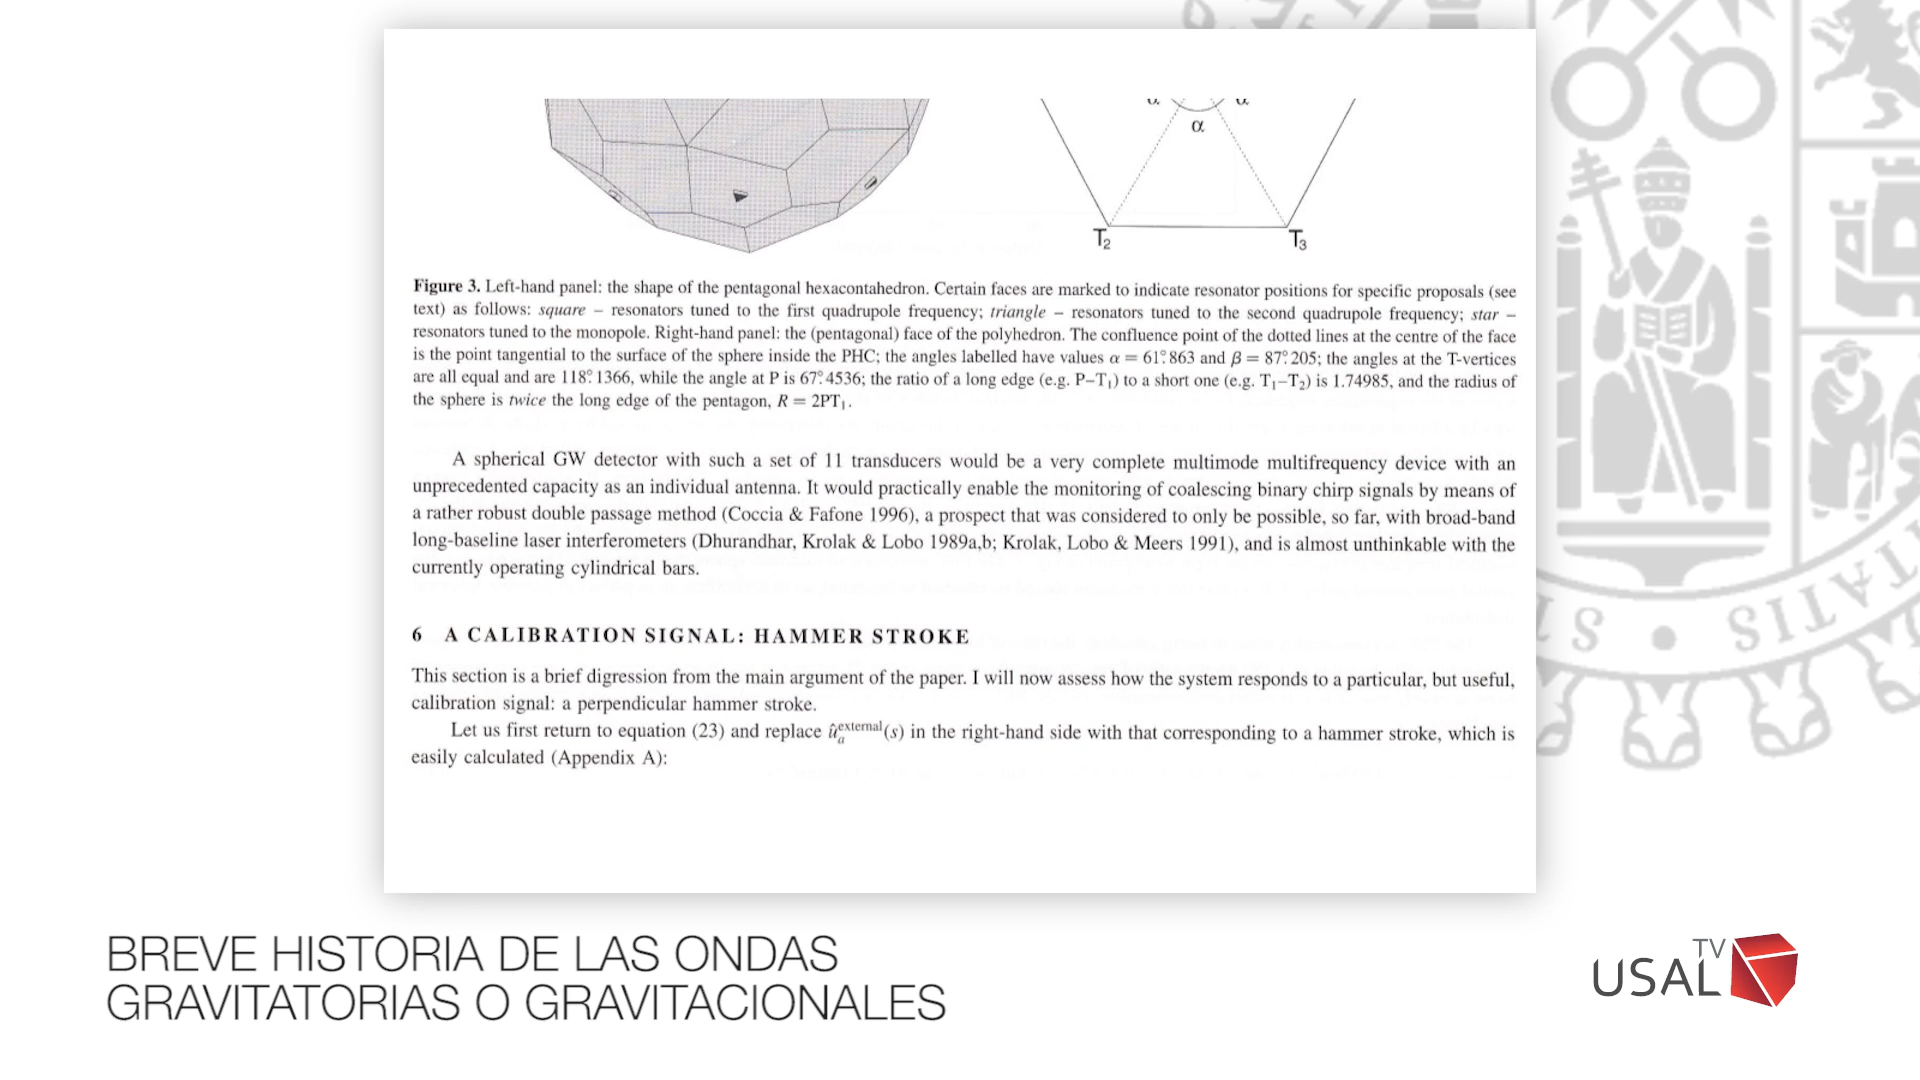 α α
α
T₂ T₃
Figure 3. Left-hand panel: the shape of the pentagonal hexacontahedron. Certain faces are marked to indicate resonator positions for specific proposals (see
text) as follows: square – resonators tuned to the first quadrupole frequency; triangle – resonators tuned to the second quadrupole frequency; star –
resonators tuned to the monopole. Right-hand panel: the (pentagonal) face of the polyhedron. The confluence point of the dotted lines at the centre of the face
is the point tangential to the surface of the sphere inside the PHC; the angles labelled have values α = 61°.863 and β = 87°.205; the angles at the T-vertices
are all equal and are 118°.1366, while the angle at P is 67°.4536; the ratio of a long edge (e.g. P–T₁) to a short one (e.g. T₁–T₂) is 1.74985, and the radius of
the sphere is twice the long edge of the pentagon, R = 2PT₁.
A spherical GW detector with such a set of 11 transducers would be a very complete multimode multifrequency device with an
unprecedented capacity as an individual antenna. It would practically enable the monitoring of coalescing binary chirp signals by means of
a rather robust double passage method (Coccia & Fafone 1996), a prospect that was considered to only be possible, so far, with broad-band
long-baseline laser interferometers (Dhurandhar, Krolak & Lobo 1989a,b; Krolak, Lobo & Meers 1991), and is almost unthinkable with the
currently operating cylindrical bars.
6 A CALIBRATION SIGNAL: HAMMER STROKE
This section is a brief digression from the main argument of the paper. I will now assess how the system responds to a particular, but useful,
calibration signal: a perpendicular hammer stroke.
Let us first return to equation (23) and replace ûₐᵉˣᵗᵉʳⁿᵃˡ(s) in the right-hand side with that corresponding to a hammer stroke, which is
easily calculated (Appendix A):
BREVE HISTORIA DE LAS ONDAS
GRAVITATORIAS O GRAVITACIONALES
USAL TV